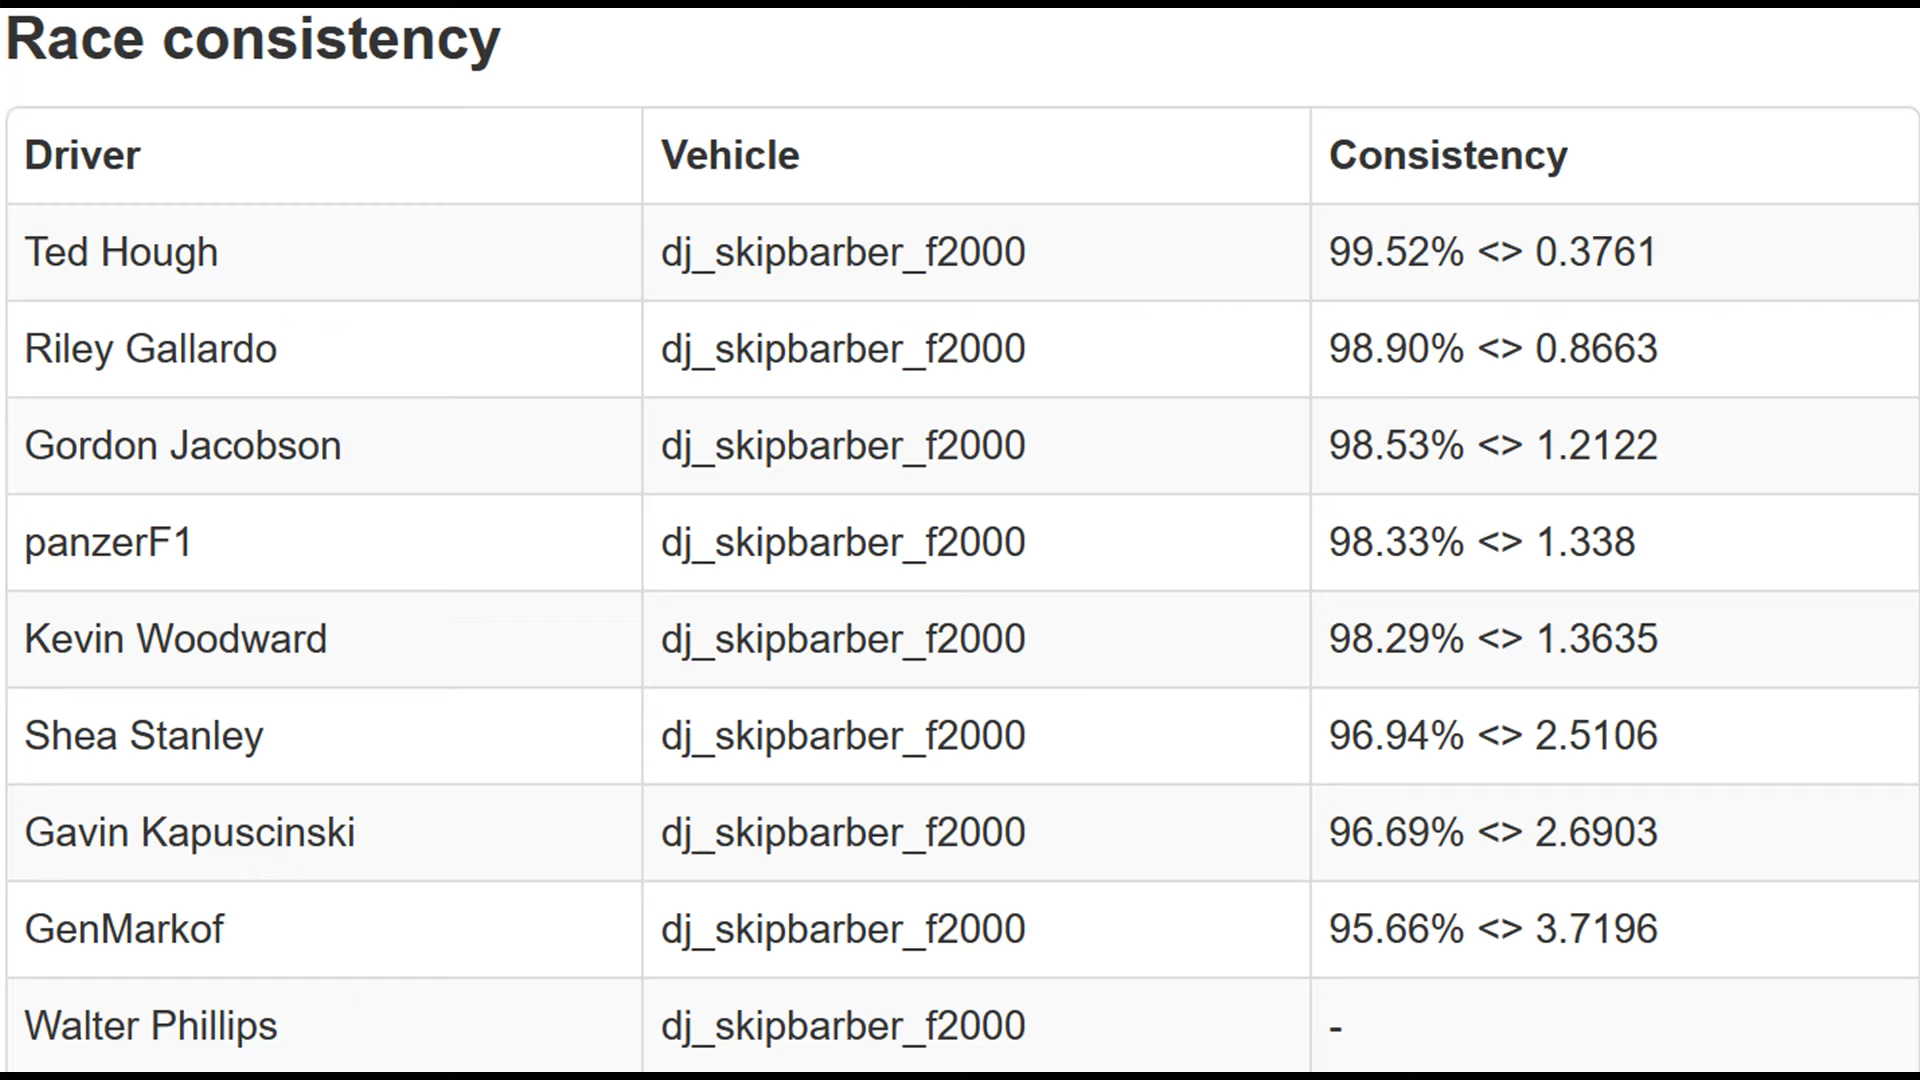 Race consistency
Driver Vehicle Consistency
Ted Hough dj_skipbarber_f2000 99.52% <> 0.3761
Riley Gallardo dj_skipbarber_f2000 98.90% <> 0.8663
Gordon Jacobson dj_skipbarber_f2000 98.53% <> 1.2122
panzerF1 dj_skipbarber_f2000 98.33% <> 1.338
Kevin Woodward dj_skipbarber_f2000 98.29% <> 1.3635
Shea Stanley dj_skipbarber_f2000 96.94% <> 2.5106
Gavin Kapuscinski dj_skipbarber_f2000 96.69% <> 2.6903
GenMarkof dj_skipbarber_f2000 95.66% <> 3.7196
Walter Phillips dj_skipbarber_f2000 -